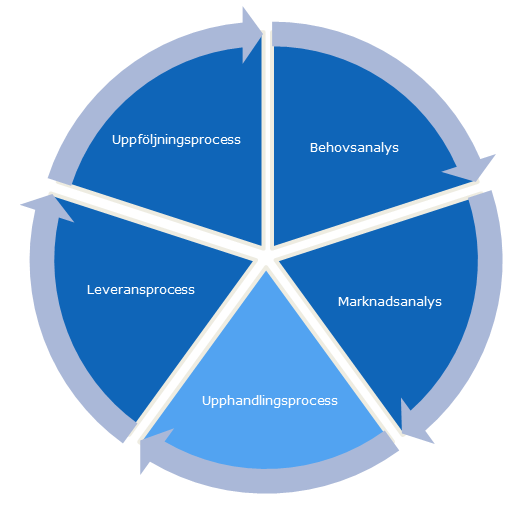 Uppföljningsprocess
Behovsanalys
Leveransprocess
Marknadsanalys
Upphandlingsprocess